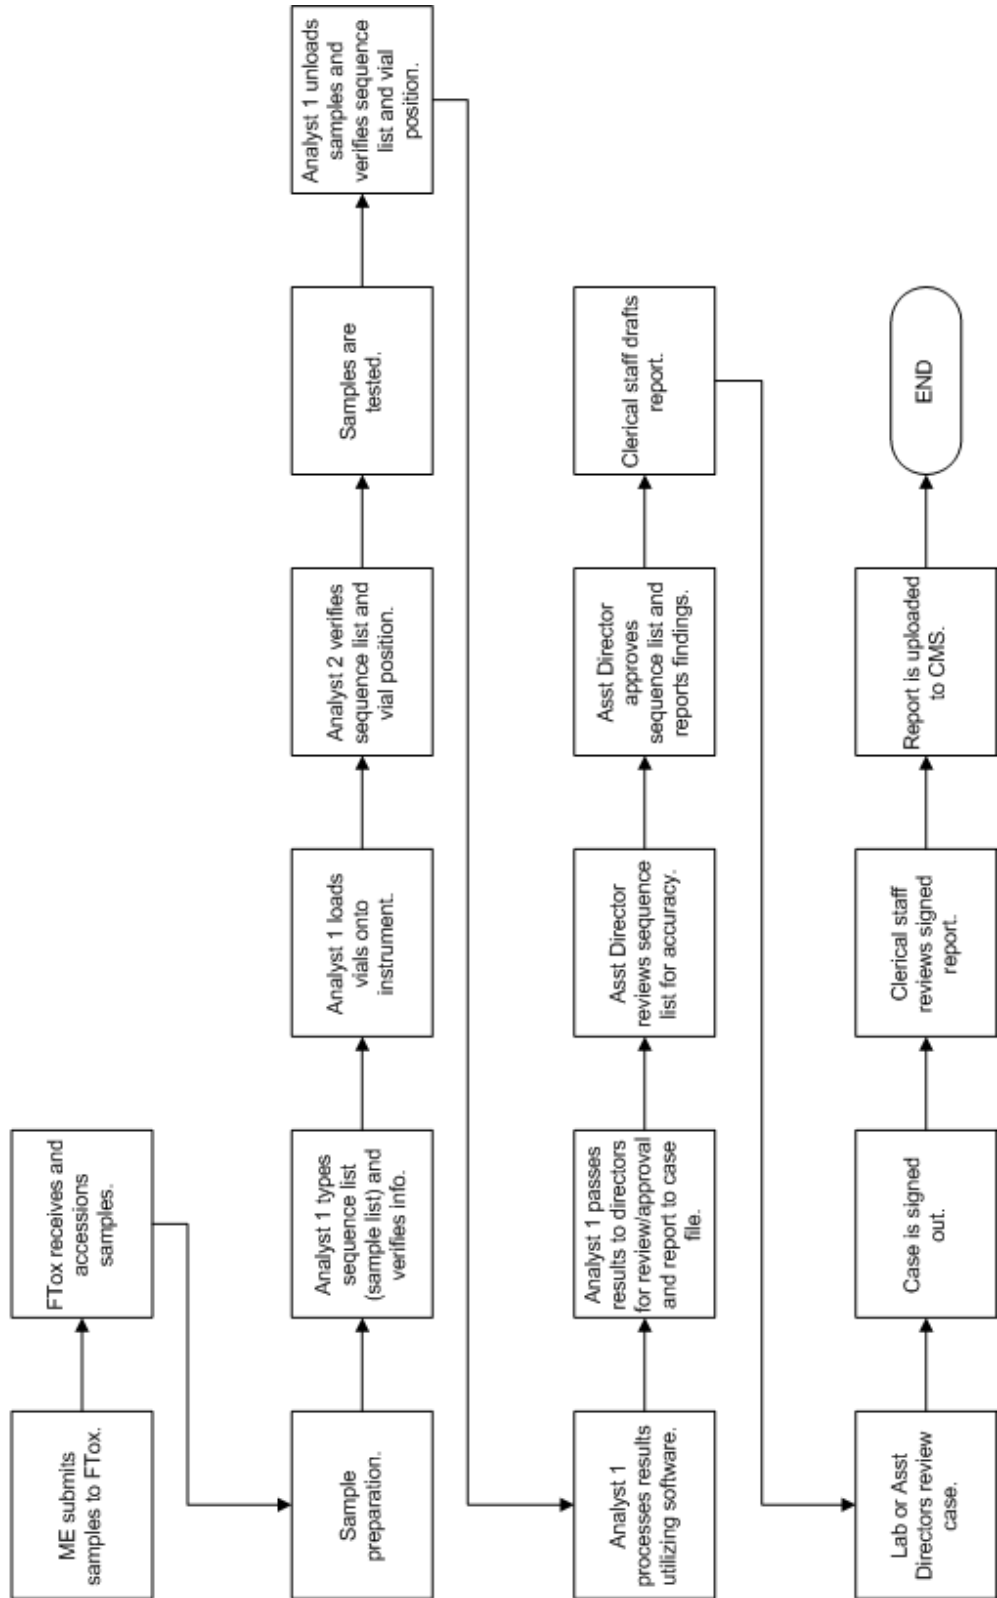 ME submits
samples to FTox.
FTox receives and
accessions
samples.
Sample
preparation.
Analyst 1 types
sequence list
(sample list) and
verifies info.
Analyst 1 loads
vials onto
instrument.
Analyst 2 verifies
sequence list and
vial position.
Samples are
tested.
Analyst 1 unloads
samples and
verifies sequence
list and vial
position.
Analyst 1
processes results
utilizing software.
Analyst 1 passes
results to directors
for review/approval
and report to case
file.
Asst Director
reviews sequence
list for accuracy.
Asst Director
approves
sequence list and
reports findings.
Clerical staff drafts
report.
Lab or Asst
Directors review
case.
Case is signed
out.
Clerical staff
reviews signed
report.
Report is uploaded
to CMS.
END